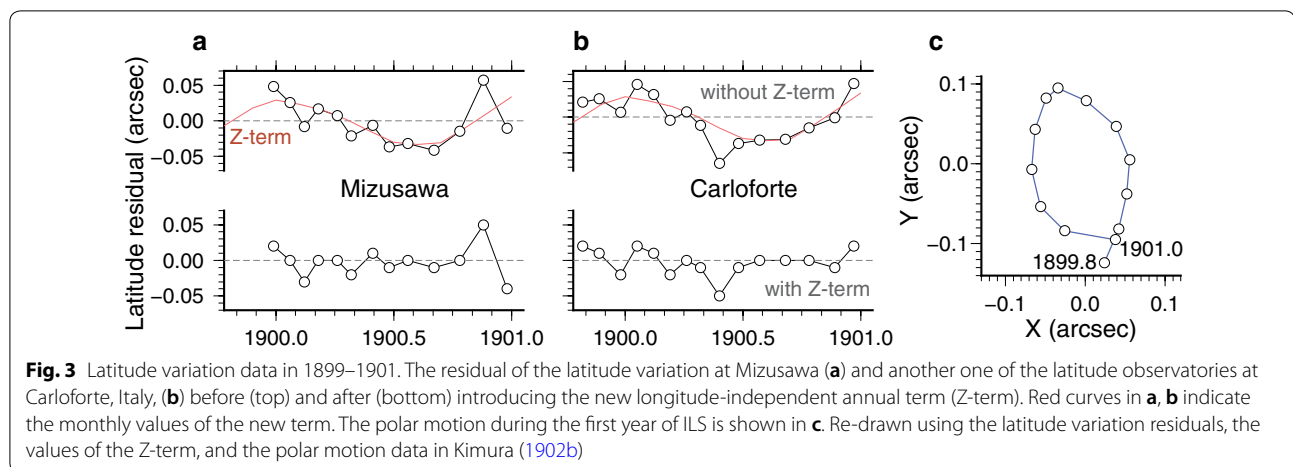 a
b
c
0.05
0.00
−0.05
Z-term
without Z-term
Mizusawa
Carloforte
Latitude residual (arcsec)
0.05
0.00
−0.05
with Z-term
1900.0
1900.5
1901.0
1900.0
1900.5
1901.0
0.1
0.0
−0.1
Y (arcsec)
1899.8
1901.0
−0.1
0.0
0.1
X (arcsec)
Fig. 3 Latitude variation data in 1899–1901. The residual of the latitude variation at Mizusawa (a) and another one of the latitude observatories at
Carloforte, Italy, (b) before (top) and after (bottom) introducing the new longitude-independent annual term (Z-term). Red curves in a, b indicate
the monthly values of the new term. The polar motion during the first year of ILS is shown in c. Re-drawn using the latitude variation residuals, the
values of the Z-term, and the polar motion data in Kimura (1902b)